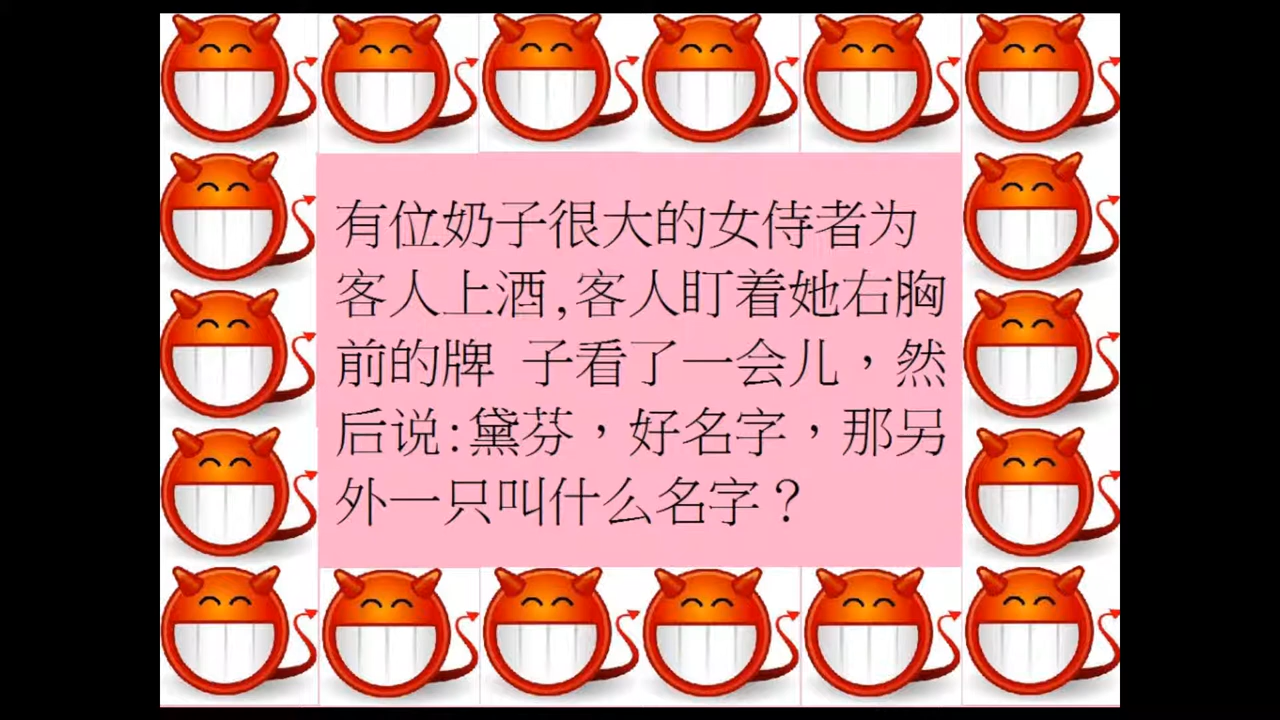 有位奶子很大的女侍者为
客人上酒,客人盯着她右胸
前的牌 子看了一会儿，然
后说:黛芬，好名字，那另
外一只叫什么名字？